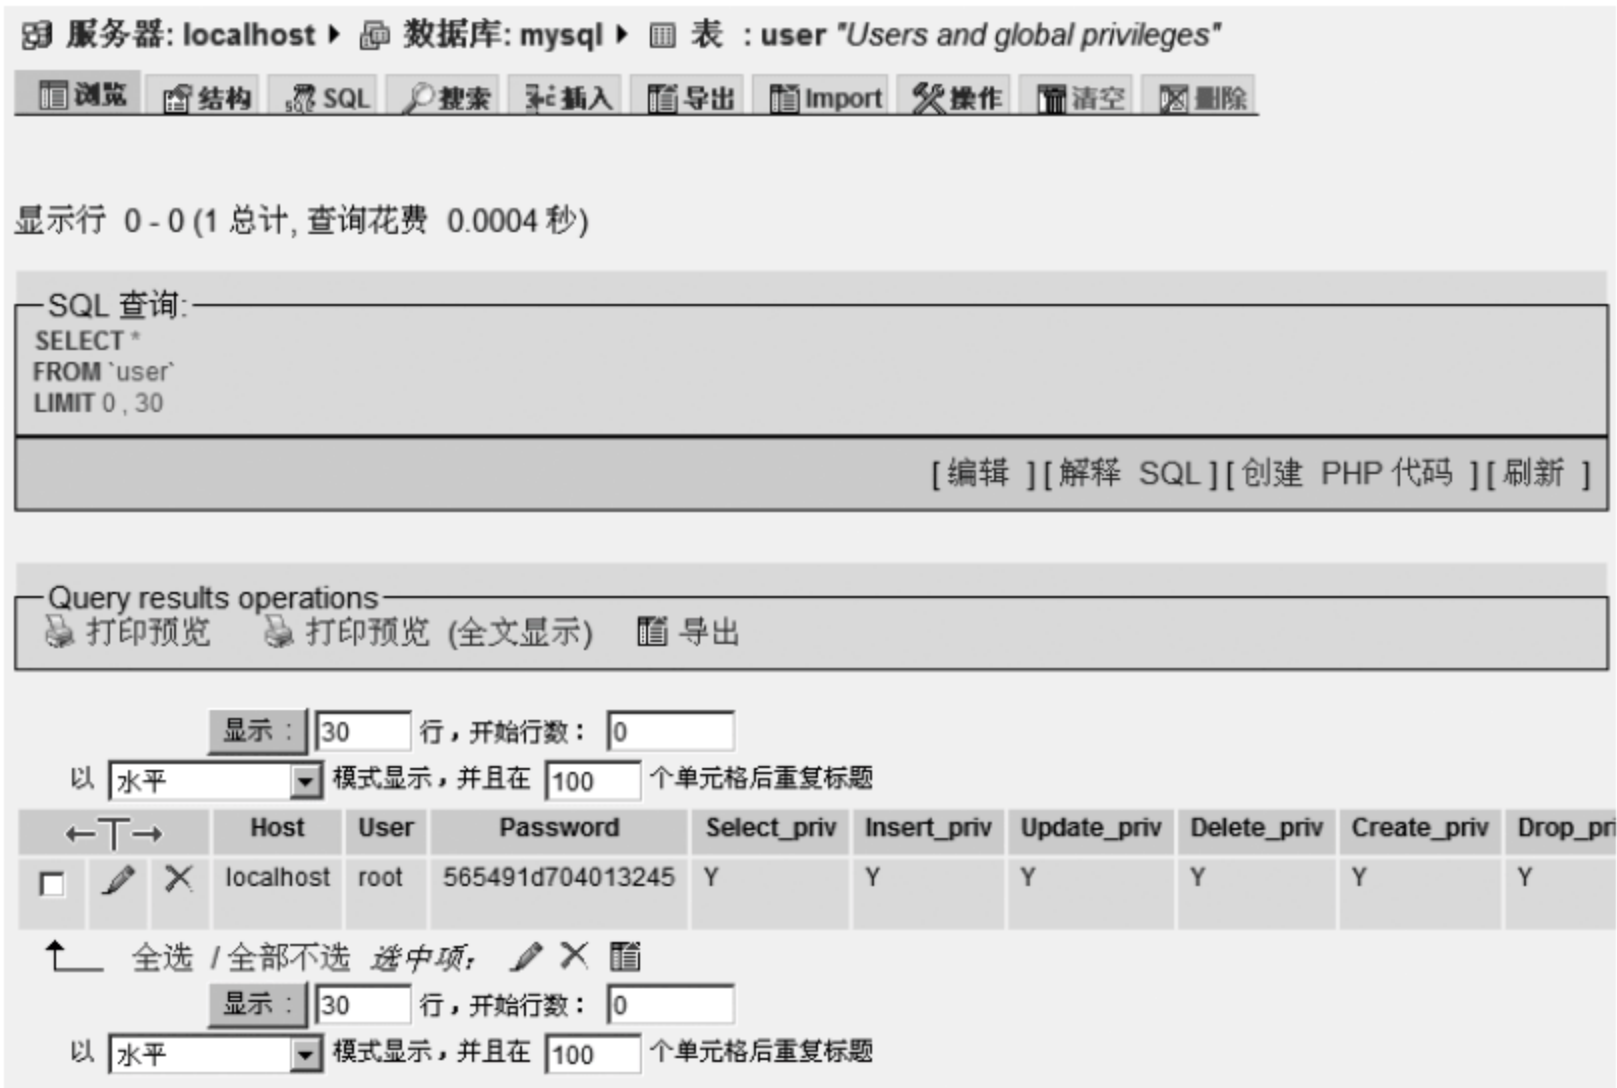 服务器: localhost 数据库: mysql 表 : user "Users and global privileges"
浏览 结构 SQL 搜索 插入 导出 Import 操作 清空 删除
显示行 0 - 0 (1 总计, 查询花费 0.0004 秒)
SQL 查询:
SELECT *
FROM `user`
LIMIT 0 , 30
[ 编辑 ] [ 解释 SQL ] [ 创建 PHP 代码 ] [ 刷新 ]
Query results operations
打印预览 打印预览 (全文显示) 导出
显示 : 30 行，开始行数： 0
以 水平 模式显示，并且在 100 个单元格后重复标题
←T→ Host User Password Select_priv Insert_priv Update_priv Delete_priv Create_priv Drop_pri
localhost root 565491d704013245 Y Y Y Y Y Y
全选 / 全部不选 选中项:
显示 : 30 行，开始行数： 0
以 水平 模式显示，并且在 100 个单元格后重复标题